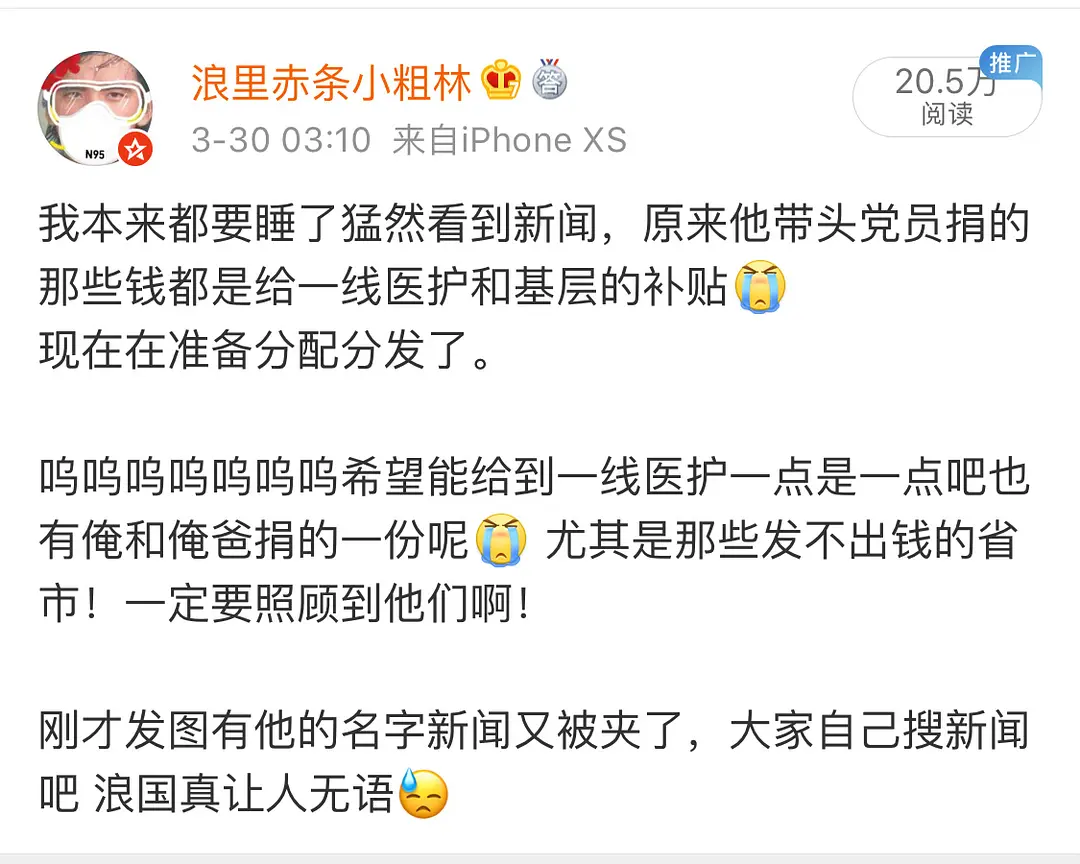 浪里赤条小粗林
答
推广
20.5万
阅读
N95
3-30 03:10 来自iPhone XS
我本来都要睡了猛然看到新闻，原来他带头党员捐的
那些钱都是给一线医护和基层的补贴😭
现在在准备分配分发了。
呜呜呜呜呜呜呜希望能给到一线医护一点是一点吧也
有俺和俺爸捐的一份呢😭 尤其是那些发不出钱的省
市！一定要照顾到他们啊！
刚才发图有他的名字新闻又被夹了，大家自己搜新闻
吧 浪国真让人无语😓